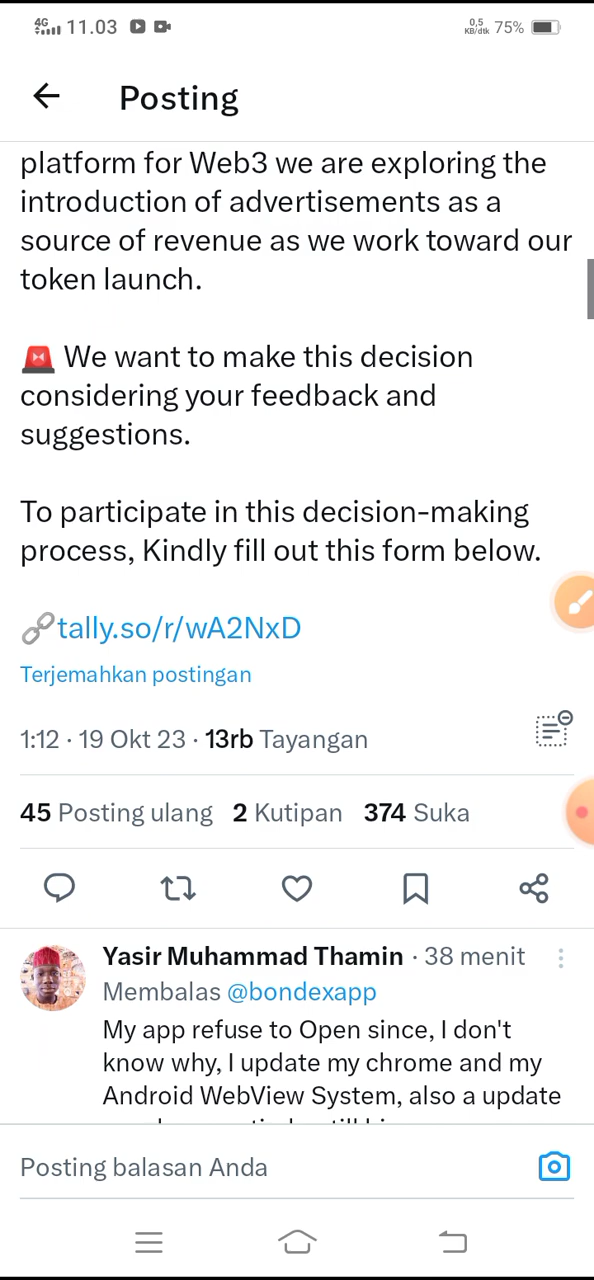 4G 11.03 0,5 KB/dtk 75%
Posting
platform for Web3 we are exploring the
introduction of advertisements as a
source of revenue as we work toward our
token launch.
🚨 We want to make this decision
considering your feedback and
suggestions.
To participate in this decision-making
process, Kindly fill out this form below.
🔗tally.so/r/wA2NxD
Terjemahkan postingan
1:12 · 19 Okt 23 · 13rb Tayangan
45 Posting ulang 2 Kutipan 374 Suka
Yasir Muhammad Thamin · 38 menit
Membalas @bondexapp
My app refuse to Open since, I don't
know why, I update my chrome and my
Android WebView System, also a update
Posting balasan Anda